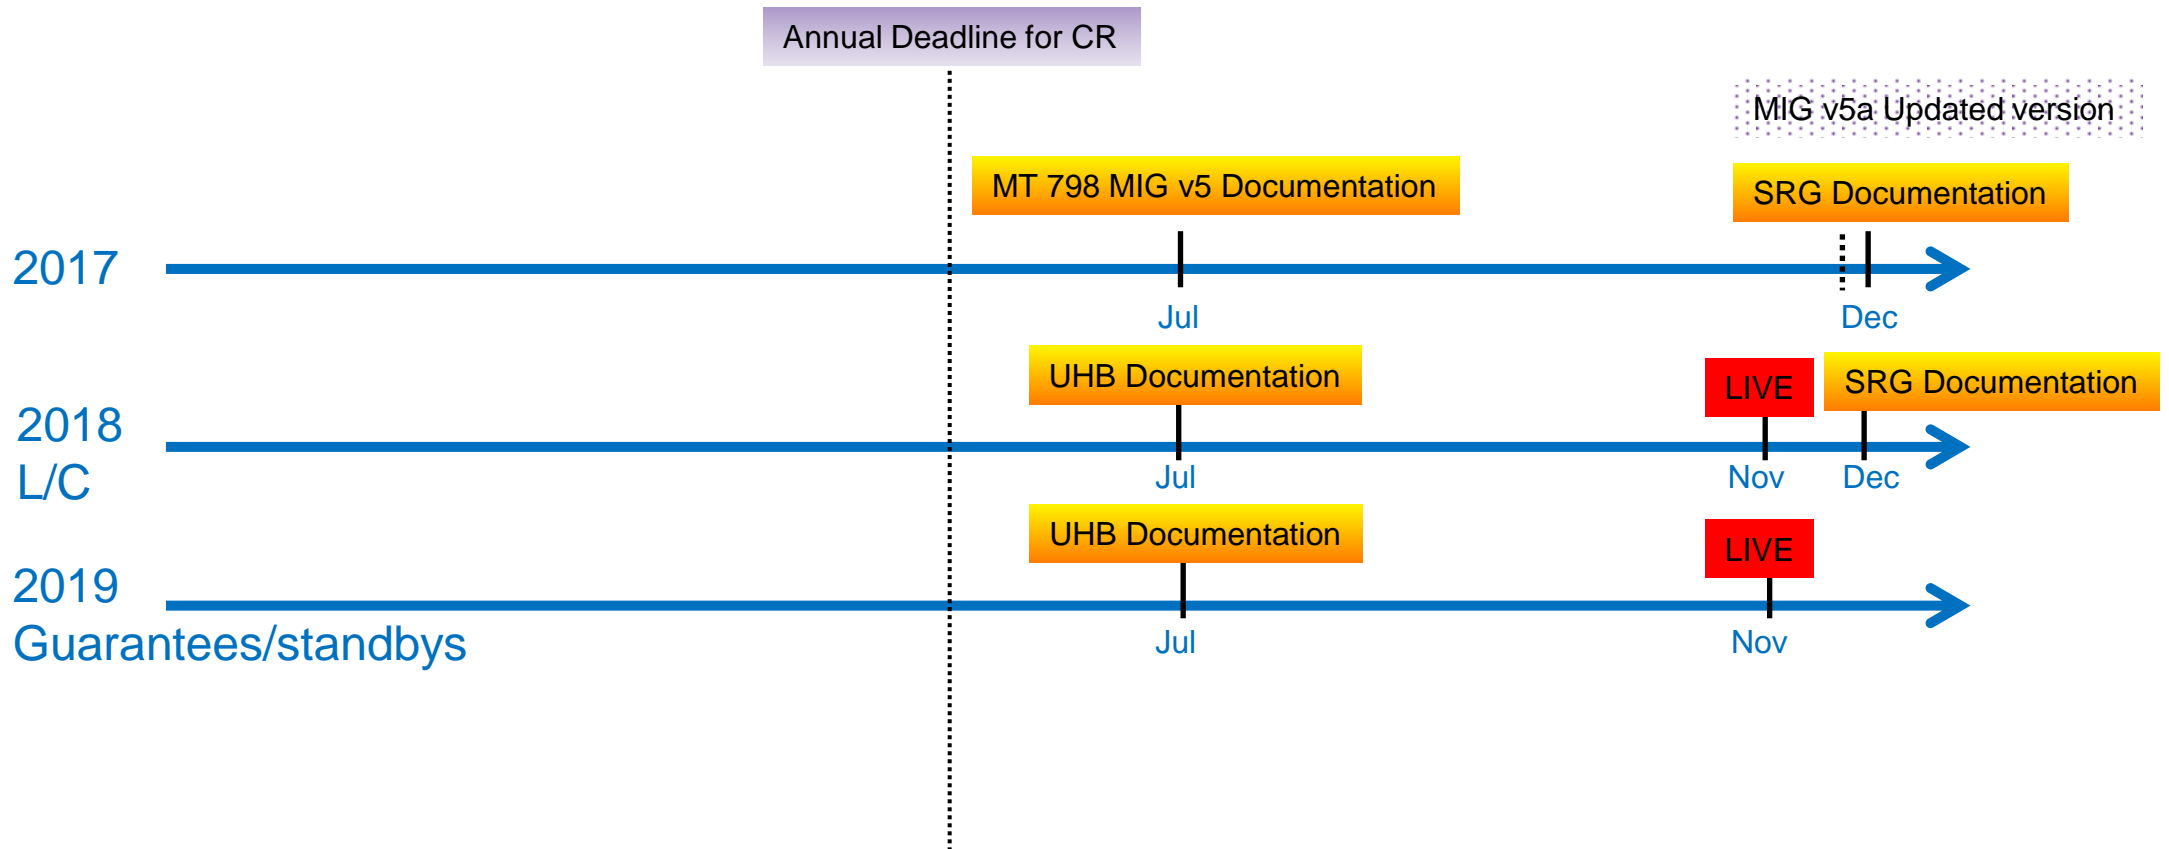 Annual Deadline for CR
MIG v5a Updated version
MT 798 MIG v5 Documentation
SRG Documentation
2017
Jul
Dec
UHB Documentation
LIVE
SRG Documentation
2018
L/C
Jul
Nov
Dec
UHB Documentation
LIVE
2019
Guarantees/standbys
Jul
Nov